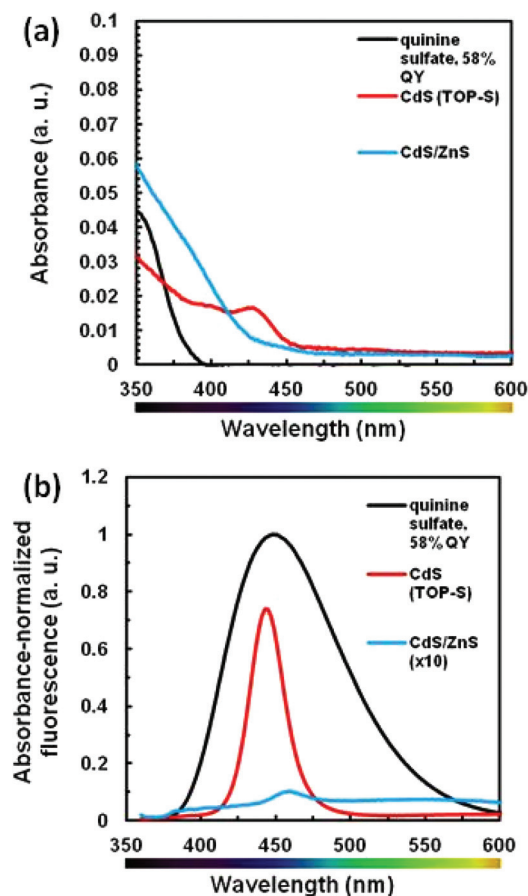 (a)
quinine
sulfate, 58%
QY
CdS (TOP-S)
CdS/ZnS
Absorbance (a. u.)
0.1
0.09
0.08
0.07
0.06
0.05
0.04
0.03
0.02
0.01
0
350 400 450 500 550 600
Wavelength (nm)
(b)
quinine
sulfate,
58% QY
CdS
(TOP-S)
CdS/ZnS
(x10)
Absorbance-normalized
fluorescence (a. u.)
1.2
1
0.8
0.6
0.4
0.2
0
350 400 450 500 550 600
Wavelength (nm)